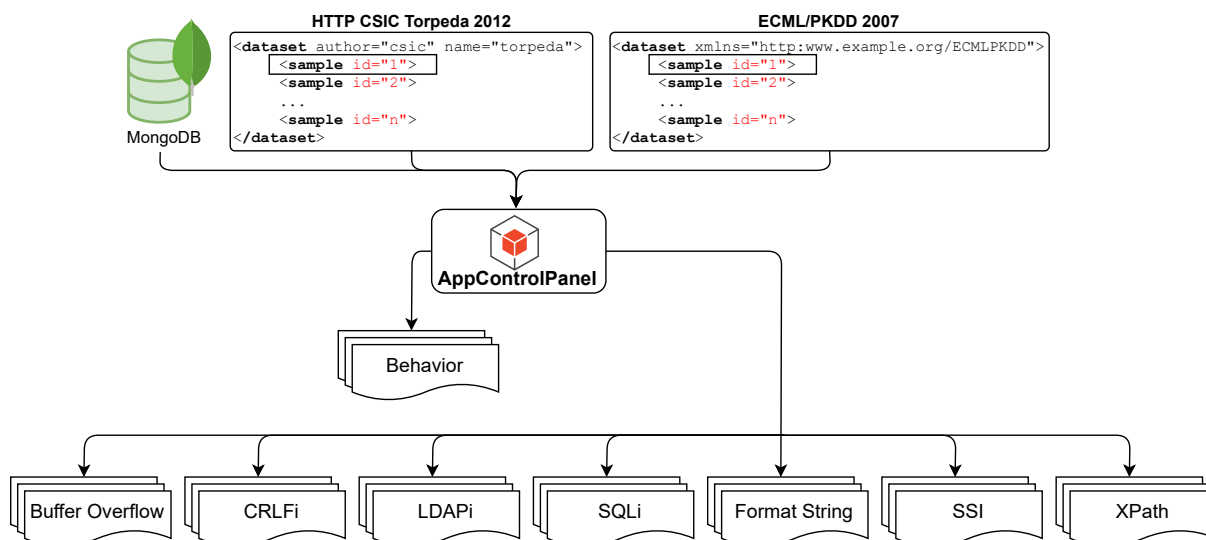 HTTP CSIC Torpeda 2012
<dataset author="csic" name="torpeda">
<sample id="1">
<sample id="2">
...
<sample id="n">
</dataset>
ECML/PKDD 2007
<dataset xmlns="http:www.example.org/ECMLPKDD">
<sample id="1">
<sample id="2">
...
<sample id="n">
</dataset>
MongoDB
AppControlPanel
Behavior
Buffer Overflow
CRLFi
LDAPi
SQLi
Format String
SSI
XPath